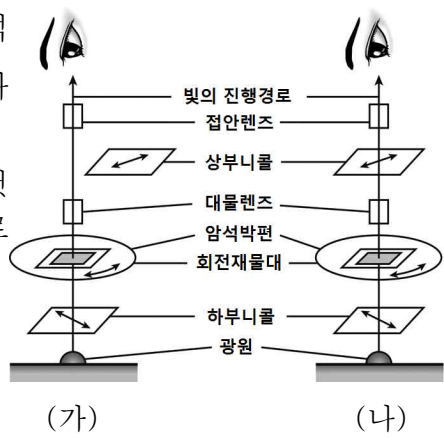 빛의 진행경로
접안렌즈
상부니콜
대물렌즈
암석박편
회전재물대
하부니콜
광원
(가)
(나)